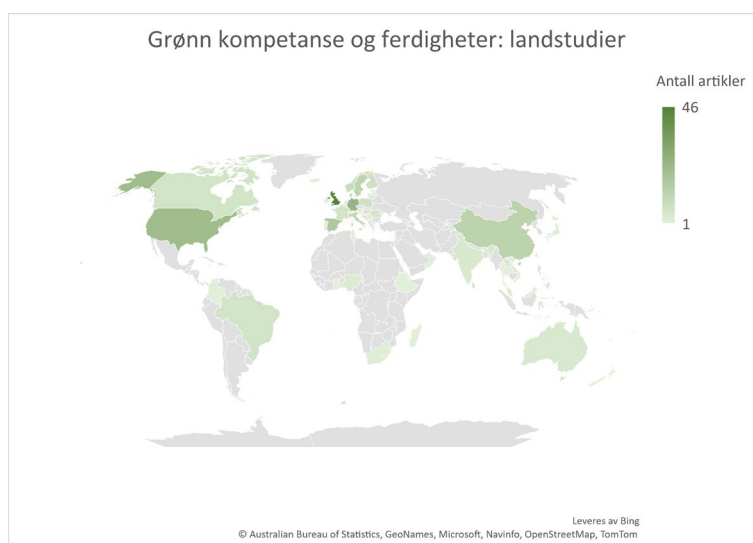 Grønn kompetanse og ferdigheter: landstudier
Antall artikler
46
1
Leveres av Bing
© Australian Bureau of Statistics, GeoNames, Microsoft, Navinfo, OpenStreetMap, TomTom